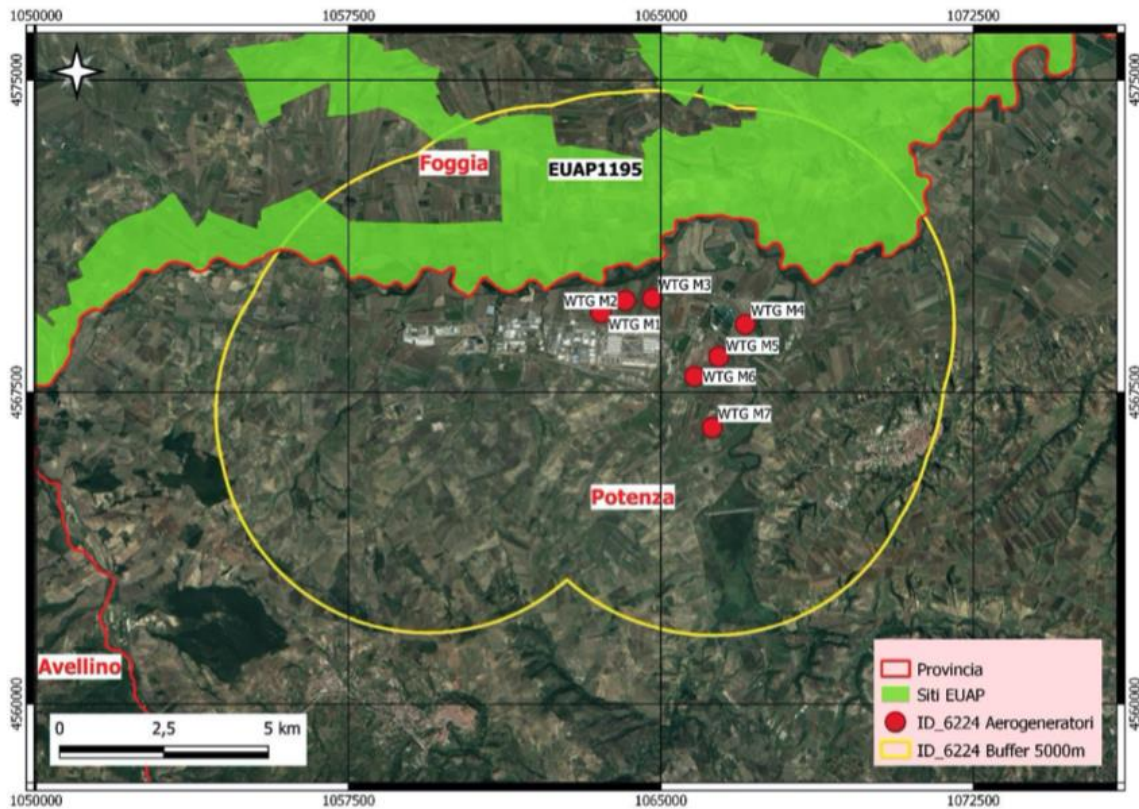 1050000 1057500 1065000 1072500
4575000 4575000
Foggia
EUAP1195
WTG M3
WTG M2
WTG M4
WTG M1
WTG M5
WTG M6
4567500 4567500
WTG M7
Potenza
Avellino
4560000 4560000
0 2,5 5 km
Provincia
Siti EUAP
ID_6224 Aerogeneratori
ID_6224 Buffer 5000m
1050000 1057500 1065000 1072500